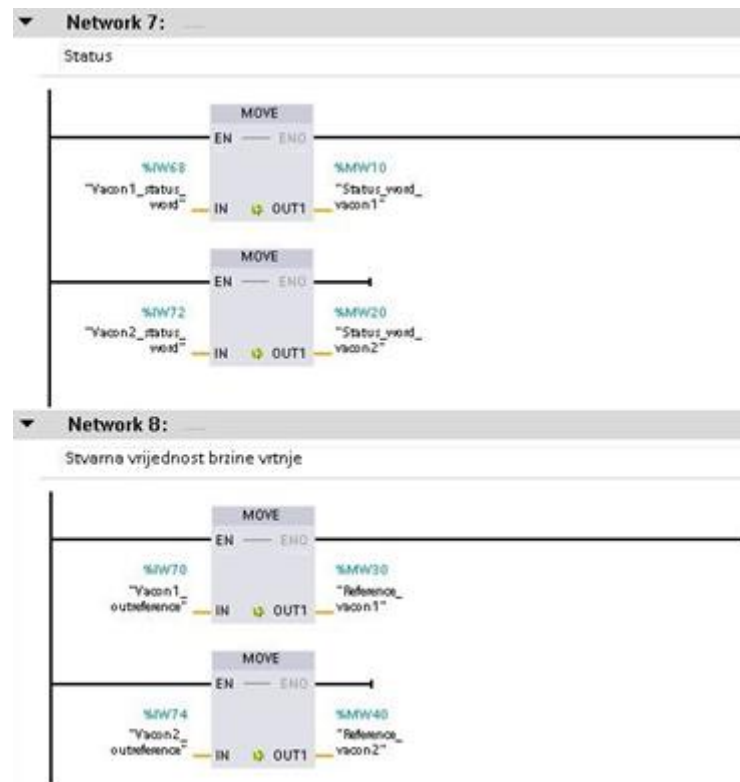 Network 7:
Status
MOVE
EN ENO
%IW68
%MW10
"Vacon1_status_
word"
IN OUT1
"Status_word_
vacon1"
MOVE
EN ENO
%IW72
%MW20
"Vacon2_status_
word"
IN OUT1
"Status_word_
vacon2"
Network 8:
Stvarna vrijednost brzine vrtnje
MOVE
EN ENO
%IW70
%MW30
"Vacon1_
outreference"
IN OUT1
"Reference_
vacon1"
MOVE
EN ENO
%IW74
%MW40
"Vacon2_
outreference"
IN OUT1
"Reference_
vacon2"